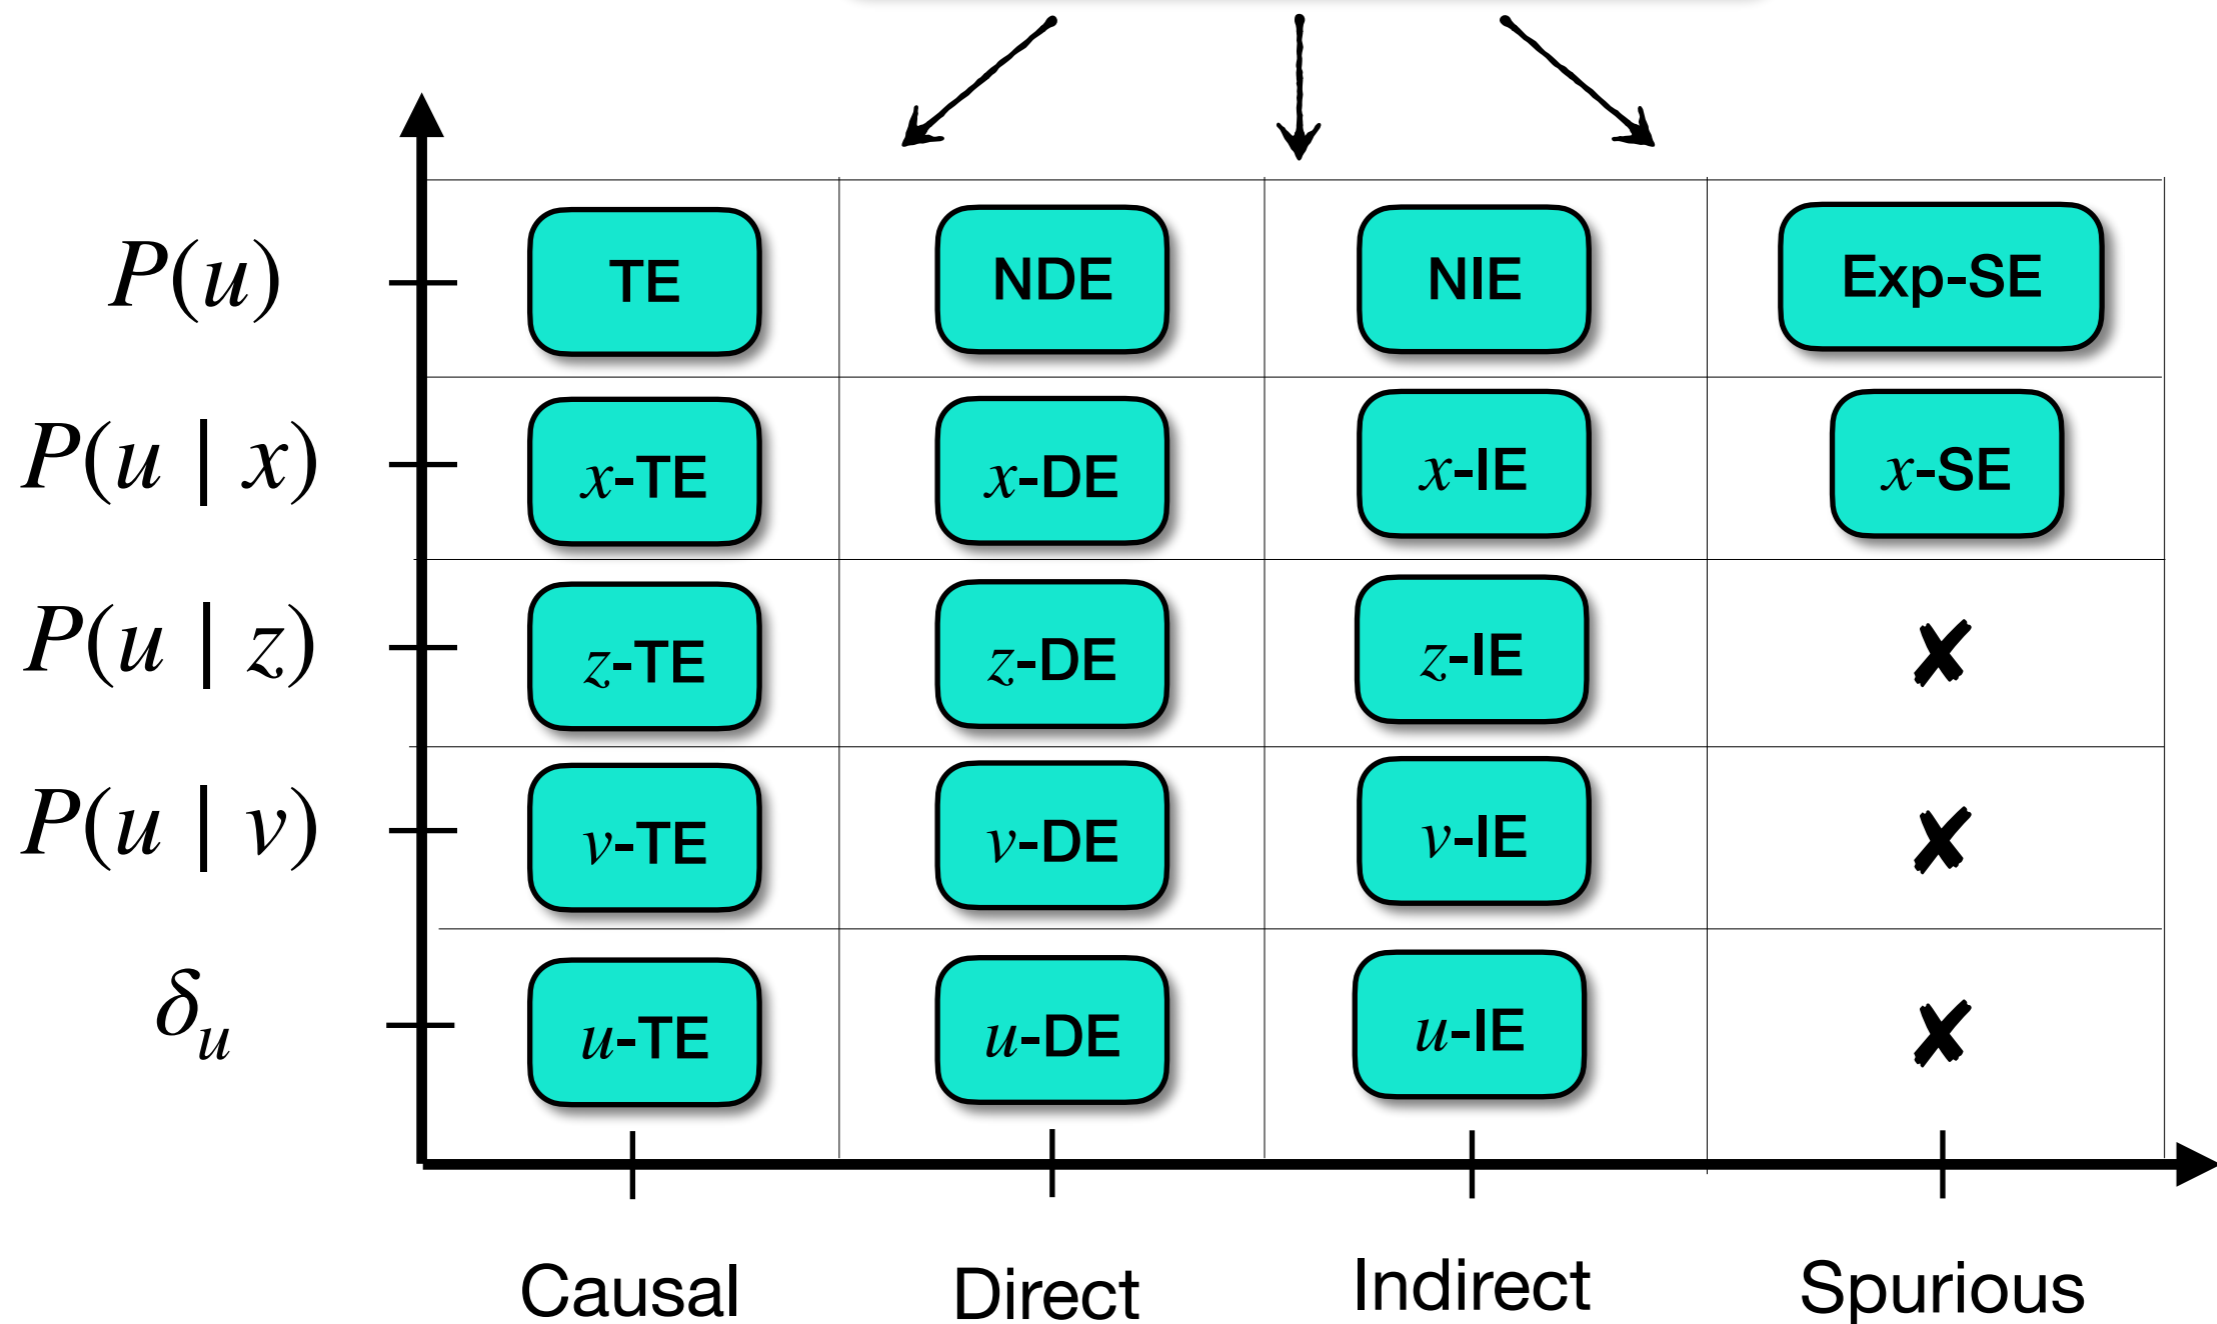 P(u) TE NDE NIE Exp-SE
P(u | x) x-TE x-DE x-IE x-SE
P(u | z) z-TE z-DE z-IE ✘
P(u | v) v-TE v-DE v-IE ✘
δ_u u-TE u-DE u-IE ✘
Causal Direct Indirect Spurious